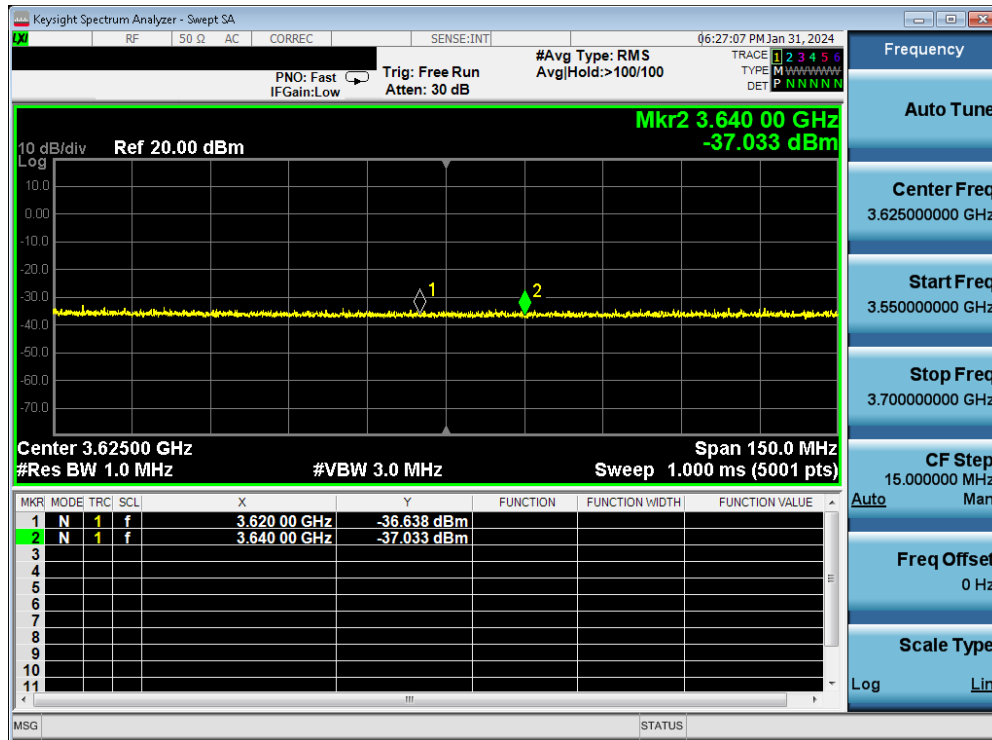 Keysight Spectrum Analyzer - Swept SA
LXI RF 50 Ω AC CORREC SENSE:INT 06:27:07 PM Jan 31, 2024
#Avg Type: RMS TRACE 1 2 3 4 5 6
PNO: Fast Trig: Free Run Avg|Hold:>100/100 TYPE M WWWWW
IFGain:Low Atten: 30 dB DET P N N N N N
Mkr2 3.640 00 GHz
10 dB/div Ref 20.00 dBm -37.033 dBm
Log
10.0
0.00
-10.0
-20.0
-30.0
1 2
-40.0
-50.0
-60.0
-70.0
Center 3.62500 GHz Span 150.0 MHz
#Res BW 1.0 MHz #VBW 3.0 MHz Sweep 1.000 ms (5001 pts)
MKR MODE TRC SCL X Y FUNCTION FUNCTION WIDTH FUNCTION VALUE
1 N 1 f 3.620 00 GHz -36.638 dBm
2 N 1 f 3.640 00 GHz -37.033 dBm
3
4
5
6
7
8
9
10
11
MSG STATUS
Frequency
Auto Tune
Center Freq
3.625000000 GHz
Start Freq
3.550000000 GHz
Stop Freq
3.700000000 GHz
CF Step
15.000000 MHz
Auto Man
Freq Offset
0 Hz
Scale Type
Log Lin